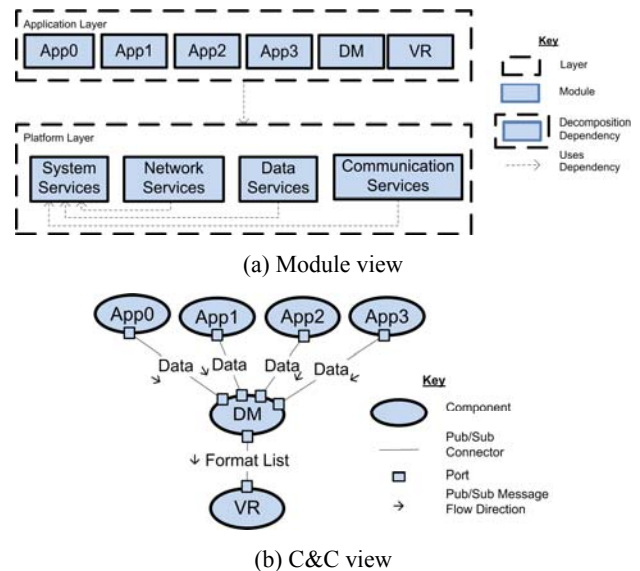 Application Layer
App0 App1 App2 App3 DM VR
Platform Layer
System Services
Network Services
Data Services
Communication Services
Key
Layer
Module
Decomposition
Dependency
Uses
Dependency
(a) Module view
App0 App1 App2 App3
Data Data Data Data
DM
Format List
VR
Key
Component
Pub/Sub
Connector
Port
Pub/Sub Message
Flow Direction
(b) C&C view